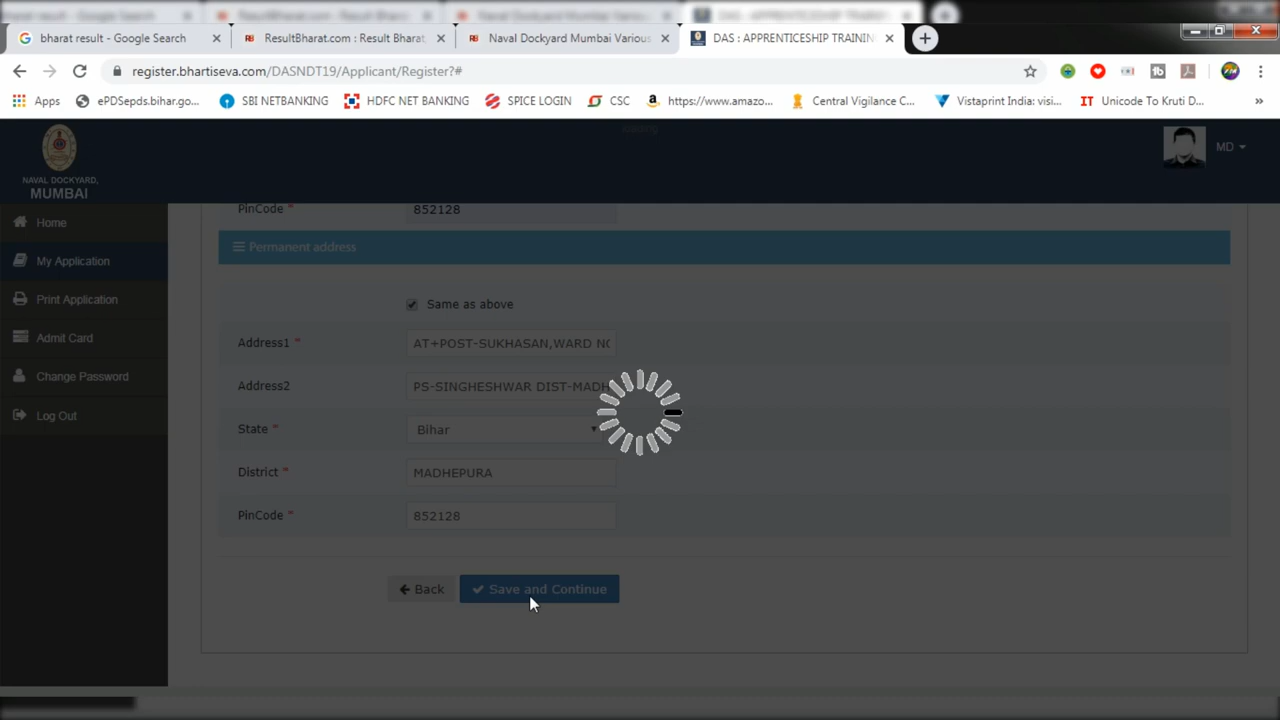 bharat result - Google Search
ResultBharat.com : Result Bharat
Naval Dockyard Mumbai Various
DAS : APPRENTICESHIP TRAININ
register.bhartiseva.com/DASNDT19/Applicant/Register?#
Apps
ePDSepds.bihar.go...
SBI NETBANKING
HDFC NET BANKING
SPICE LOGIN
CSC
https://www.amazo...
Central Vigilance C...
Vistaprint India: visi...
IT Unicode To Kruti D...
»
NAVAL DOCKYARD,
MUMBAI
MD
Home
My Application
Print Application
Admit Card
Change Password
Log Out
PinCode * 852128
Permanent address
Same as above
Address1 * AT+POST-SUKHASAN,WARD NO
Address2 PS-SINGHESHWAR DIST-MADH
State * Bihar
District * MADHEPURA
PinCode * 852128
Back
Save and Continue